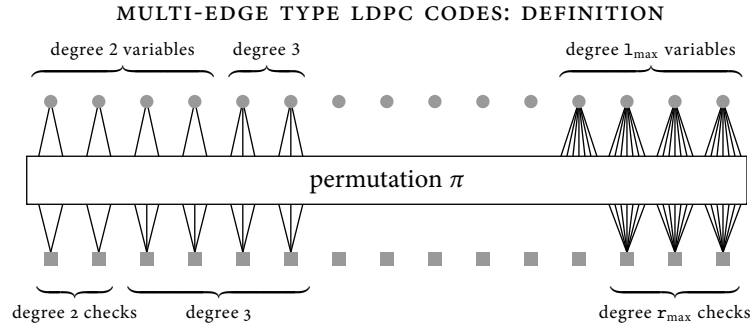 MULTI-EDGE TYPE LDPC CODES: DEFINITION
degree 2 variables degree 3 degree 1max variables
permutation π
degree 2 checks degree 3 degree rmax checks